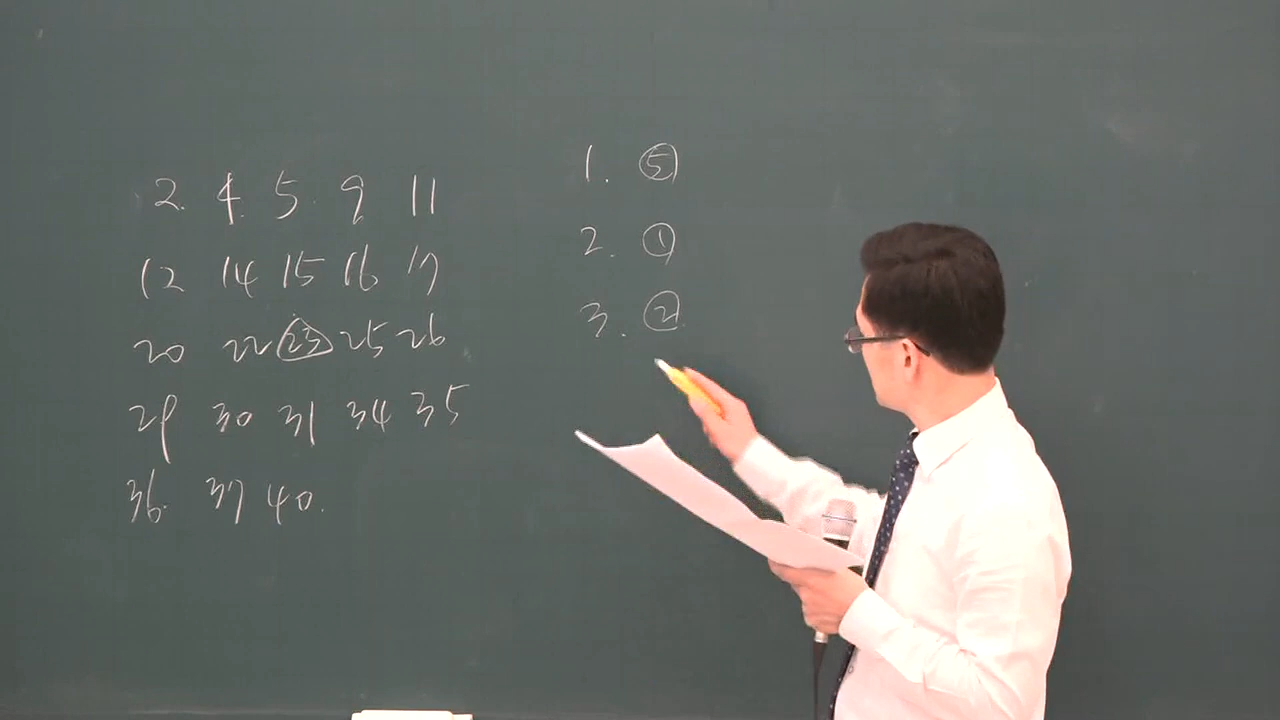 2. 4. 5. 9 11
12 14 15 16 17
20 22 23 25 26
29 30 31 34 35
36. 37 40.
1. ⑤
2. ①
3. ②